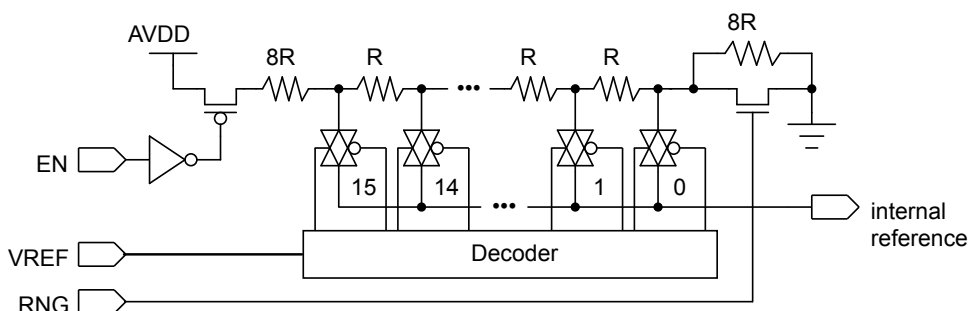 8R
AVDD
8R
R
...
R
R
EN
15
14
1
0
...
internal
reference
VREF
Decoder
RNG